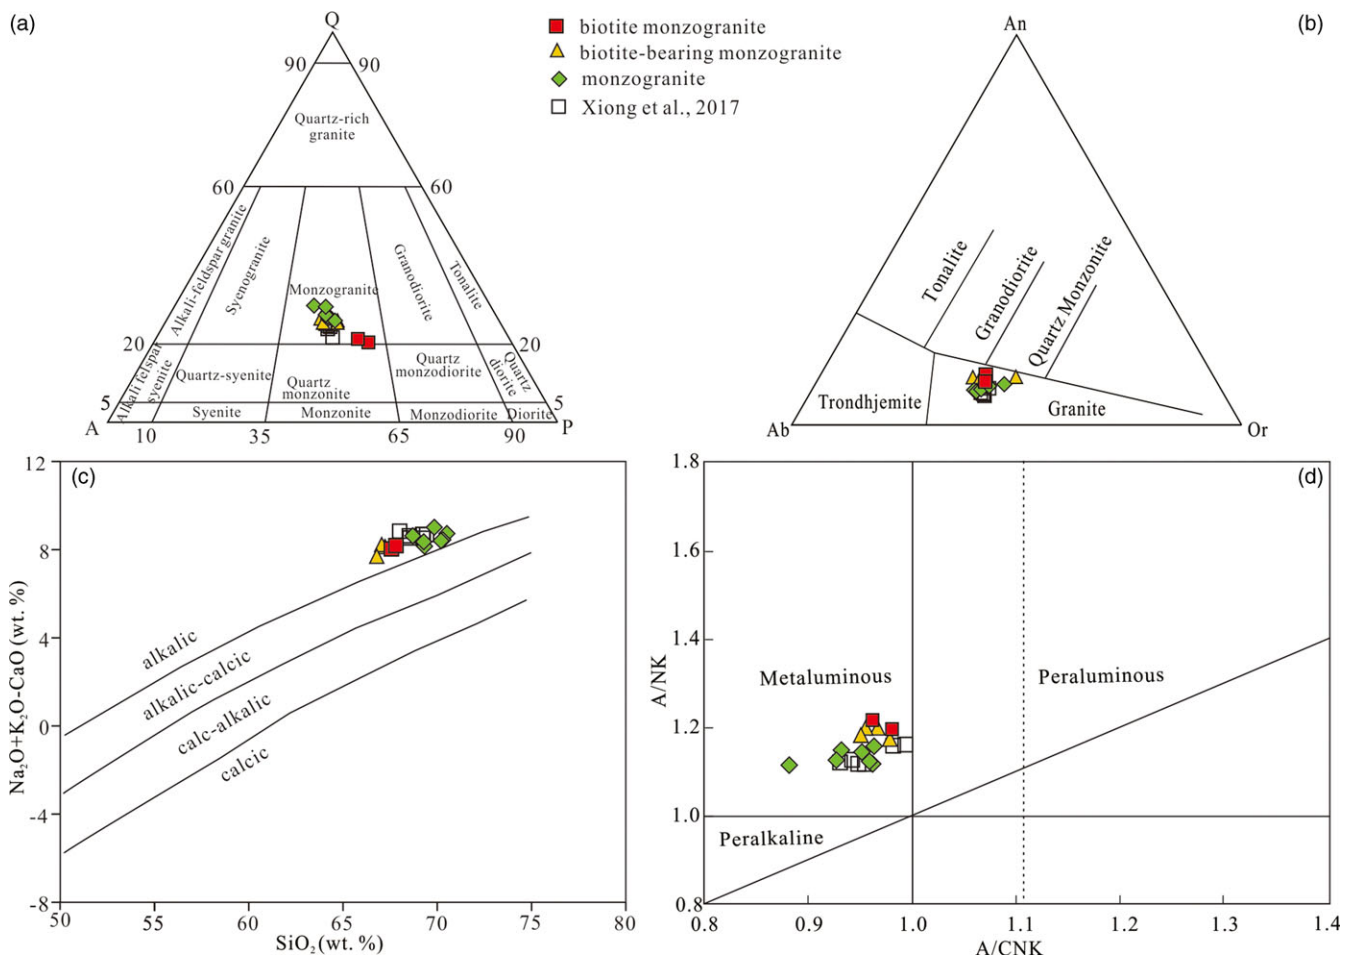 (a)
Q
90
90
Quartz-rich
granite
60
60
Alkali-feldspar granite
Syenogranite
Monzogranite
Granodiorite
Tonalite
20
20
Alkali felspar
syenite
Quartz-syenite
Quartz
monzonite
Quartz
monzodiorite
Quartz
diorite
5
5
Syenite
Monzonite
Monzodiorite
Diorite
A
P
10
35
65
90
biotite monzogranite
biotite-bearing monzogranite
monzogranite
Xiong et al., 2017
(b)
An
Tonalite
Granodiorite
Quartz Monzonite
Trondhjemite
Granite
Ab
Or
(c)
12
8
4
0
-4
-8
Na₂O+K₂O-CaO (wt. %)
alkalic
alkalic-calcic
calc-alkalic
calcic
50
55
60
65
70
75
80
SiO₂(wt. %)
(d)
1.8
1.6
1.4
1.2
1.0
0.8
A/NK
Metaluminous
Peraluminous
Peralkaline
0.8
0.9
1.0
1.1
1.2
1.3
1.4
A/CNK